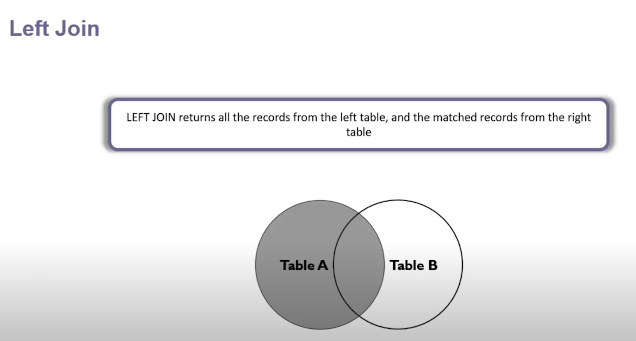 Left Join
LEFT JOIN returns all the records from the left table, and the matched records from the right
table
Table A
Table B